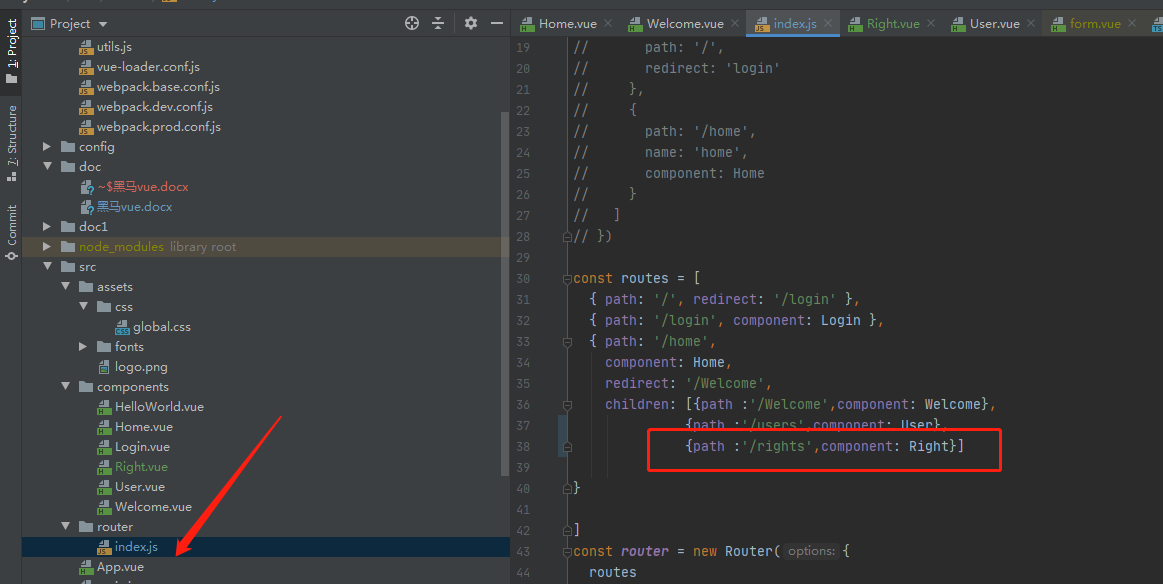 1: Project
7: Structure
Commit
Project
utils.js
vue-loader.conf.js
webpack.base.conf.js
webpack.dev.conf.js
webpack.prod.conf.js
config
doc
~$黑马vue.docx
黑马vue.docx
doc1
node_modules library root
src
assets
css
global.css
fonts
logo.png
components
HelloWorld.vue
Home.vue
Login.vue
Right.vue
User.vue
Welcome.vue
router
index.js
App.vue
Home.vue Welcome.vue index.js Right.vue User.vue form.vue
19 // path: '/',
20 // redirect: 'login'
21 // },
22 // {
23 // path: '/home',
24 // name: 'home',
25 // component: Home
26 // }
27 // ]
28 // })
29
30 const routes = [
31 { path: '/', redirect: '/login' },
32 { path: '/login', component: Login },
33 { path: '/home',
34 component: Home,
35 redirect: '/Welcome',
36 children: [{path :'/Welcome',component: Welcome},
37 {path :'/users',component: User},
38 {path :'/rights',component: Right}]
39
40 }
41
42 ]
43 const router = new Router( options: {
44 routes